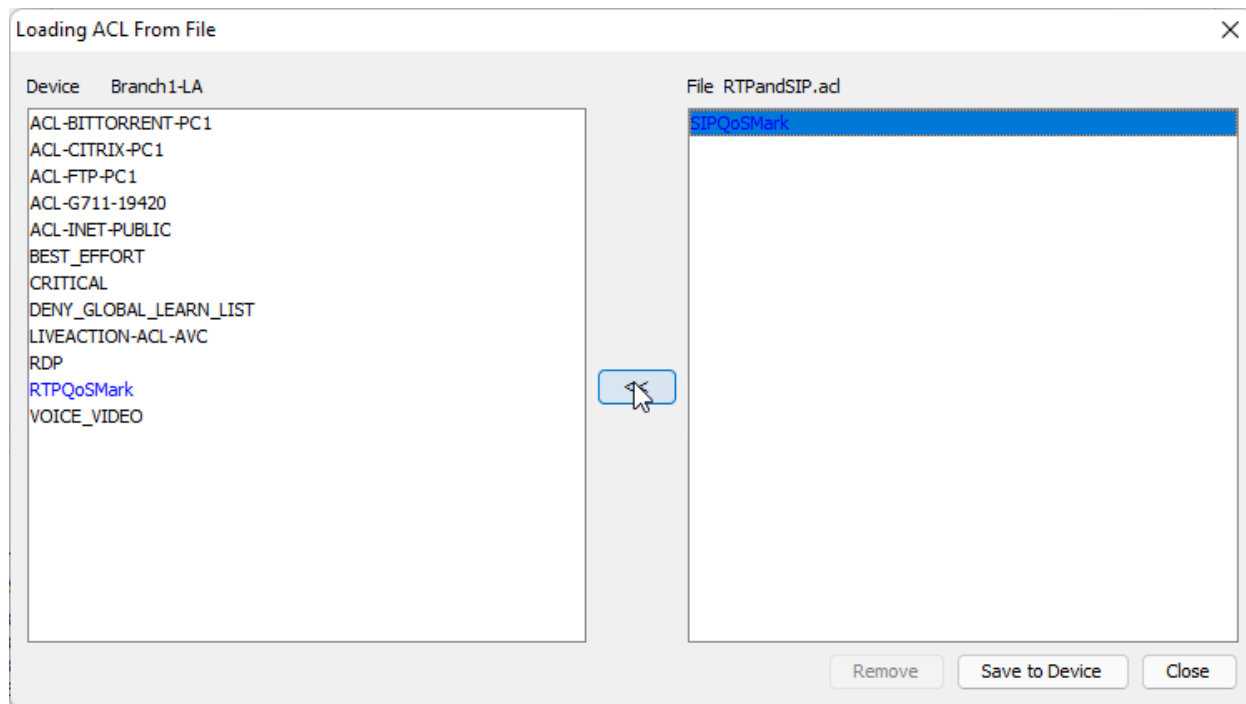 Loading ACL From File
Device Branch1-LA
ACL-BITTORRENT-PC1
ACL-CITRIX-PC1
ACL-FTP-PC1
ACL-G711-19420
ACL-INET-PUBLIC
BEST_EFFORT
CRITICAL
DENY_GLOBAL_LEARN_LIST
LIVEACTION-ACL-AVC
RDP
RTPQoSMark
VOICE_VIDEO
<<
File RTPandSIP.acl
SIPQoSMark
Remove Save to Device Close